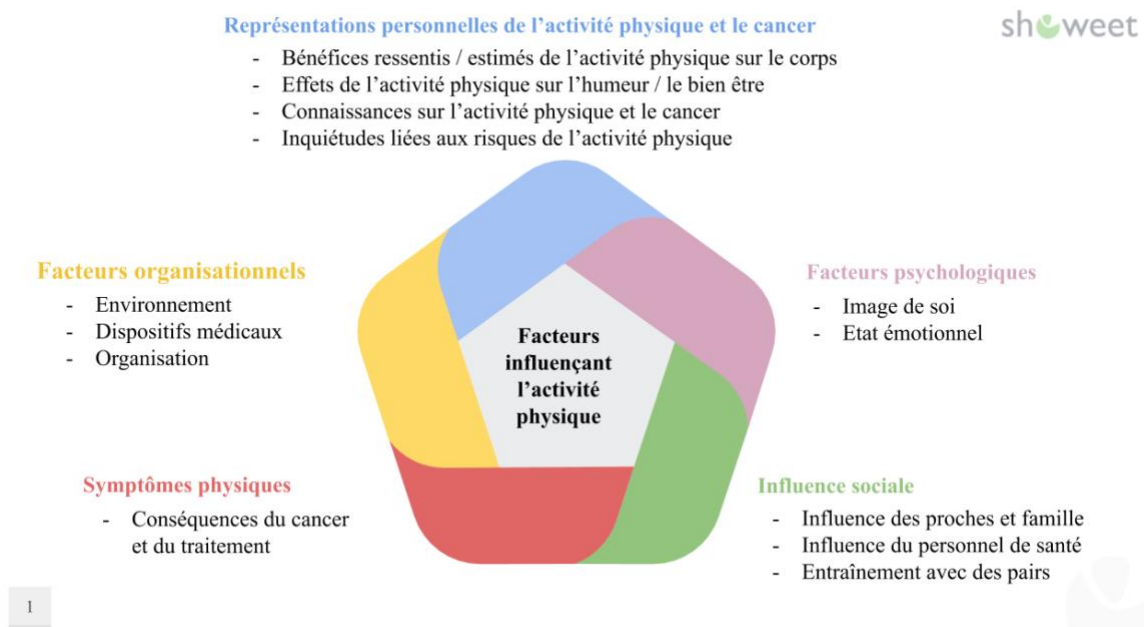 Représentations personnelles de l'activité physique et le cancer
- Bénéfices ressentis / estimés de l'activité physique sur le corps
- Effets de l'activité physique sur l'humeur / le bien être
- Connaissances sur l'activité physique et le cancer
- Inquiétudes liées aux risques de l'activité physique
showeet
Facteurs organisationnels
- Environnement
- Dispositifs médicaux
- Organisation
Facteurs psychologiques
- Image de soi
- Etat émotionnel
Facteurs
influençant
l'activité
physique
Symptômes physiques
- Conséquences du cancer
et du traitement
Influence sociale
- Influence des proches et famille
- Influence du personnel de santé
- Entraînement avec des pairs
1